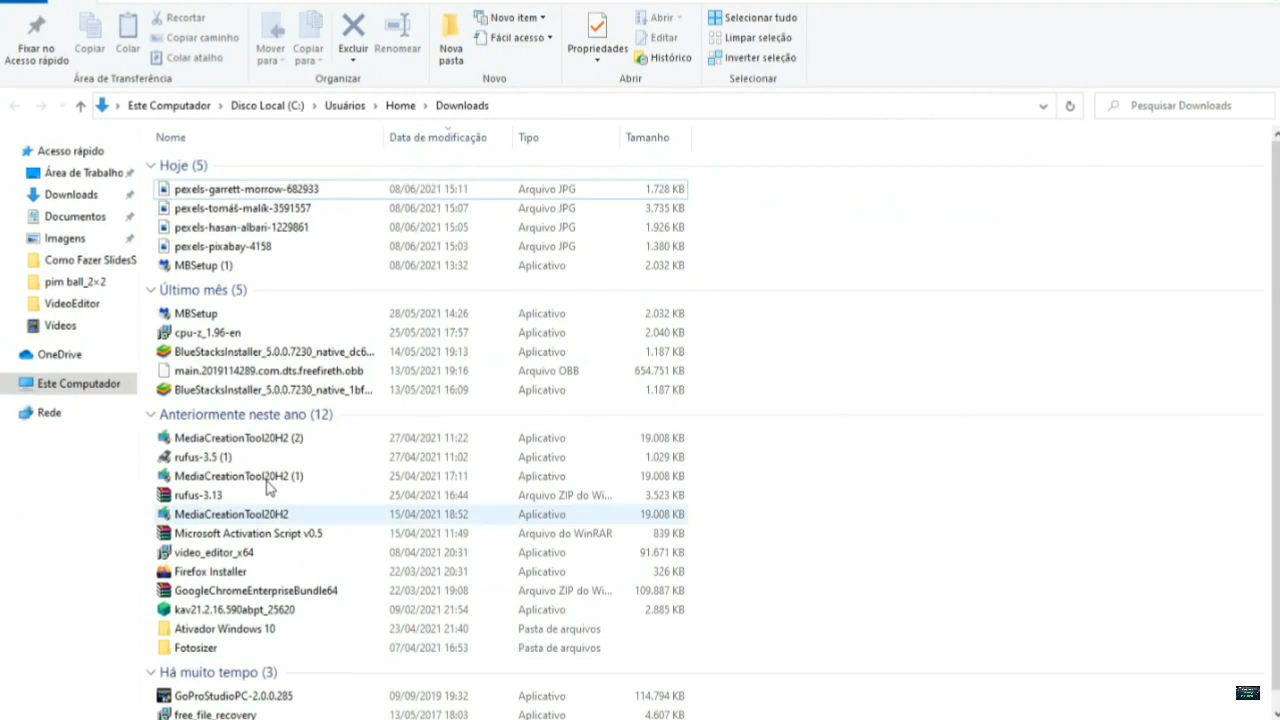 Recortar
Copiar caminho
Colar atalho
Fixar no
Acesso rápido
Copiar
Colar
Área de Transferência
Mover
para
Copiar
para
Excluir
Renomear
Organizar
Nova
pasta
Novo item
Fácil acesso
Novo
Propriedades
Abrir
Editar
Histórico
Abrir
Selecionar tudo
Limpar seleção
Inverter seleção
Selecionar
Este Computador > Disco Local (C:) > Usuários > Home > Downloads
Pesquisar Downloads
Acesso rápido
Área de Trabalho
Downloads
Documentos
Imagens
Como Fazer SlidesS
pim ball_2×2
VideoEditor
Vídeos
OneDrive
Este Computador
Rede
Nome Data de modificação Tipo Tamanho
Hoje (5)
pexels-garrett-morrow-682933 08/06/2021 15:11 Arquivo JPG 1.728 KB
pexels-tomáš-malík-3591557 08/06/2021 15:07 Arquivo JPG 3.735 KB
pexels-hasan-albari-1229861 08/06/2021 15:05 Arquivo JPG 1.926 KB
pexels-pixabay-4158 08/06/2021 15:03 Arquivo JPG 1.380 KB
MBSetup (1) 08/06/2021 13:32 Aplicativo 2.032 KB
Último mês (5)
MBSetup 28/05/2021 14:26 Aplicativo 2.032 KB
cpu-z_1.96-en 25/05/2021 17:57 Aplicativo 2.040 KB
BlueStacksInstaller_5.0.0.7230_native_dc6... 14/05/2021 19:13 Aplicativo 1.187 KB
main.2019114289.com.dts.freefireth.obb 13/05/2021 19:16 Arquivo OBB 654.751 KB
BlueStacksInstaller_5.0.0.7230_native_1bf... 13/05/2021 16:09 Aplicativo 1.187 KB
Anteriormente neste ano (12)
MediaCreationTool20H2 (2) 27/04/2021 11:22 Aplicativo 19.008 KB
rufus-3.5 (1) 27/04/2021 11:02 Aplicativo 1.029 KB
MediaCreationTool20H2 (1) 25/04/2021 17:11 Aplicativo 19.008 KB
rufus-3.13 25/04/2021 16:44 Arquivo ZIP do Wi... 3.523 KB
MediaCreationTool20H2 15/04/2021 18:52 Aplicativo 19.008 KB
Microsoft Activation Script v0.5 15/04/2021 11:49 Arquivo do WinRAR 839 KB
video_editor_x64 08/04/2021 20:31 Aplicativo 91.671 KB
Firefox Installer 22/03/2021 20:31 Aplicativo 326 KB
GoogleChromeEnterpriseBundle64 22/03/2021 19:08 Arquivo ZIP do Wi... 109.887 KB
kav21.2.16.590abpt_25620 09/02/2021 21:54 Aplicativo 2.885 KB
Ativador Windows 10 23/04/2021 21:40 Pasta de arquivos
Fotosizer 07/04/2021 16:53 Pasta de arquivos
Há muito tempo (3)
GoProStudioPC-2.0.0.285 09/09/2019 19:32 Aplicativo 114.794 KB
free_file_recovery 13/05/2017 18:03 Aplicativo 4.607 KB